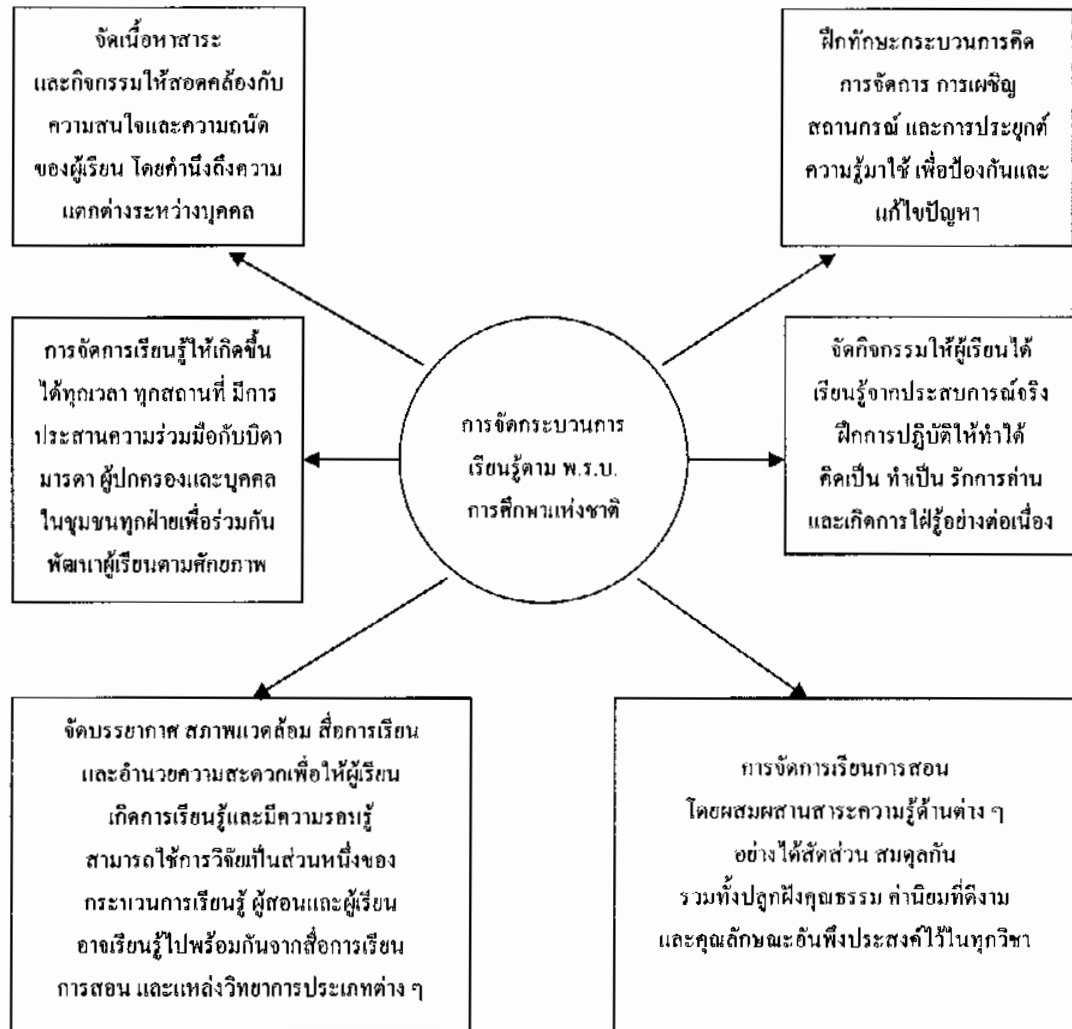 จัดเนื้อหาสาระ
และกิจกรรมให้สอดคล้องกับ
ความสนใจและความถนัด
ของผู้เรียน โดยคำนึงถึงความ
แตกต่างระหว่างบุคคล
ฝึกทักษะกระบวนการคิด
การจัดการ การเผชิญ
สถานกรณ์ และการประยุกต์
ความรู้มาใช้ เพื่อป้องกันและ
แก้ไขปัญหา
การจัดการเรียนรู้ให้เกิดขึ้น
ได้ทุกเวลา ทุกสถานที่ มีการ
ประสานความร่วมมือกับบิดา
มารดา ผู้ปกครองและบุคคล
ในชุมชนทุกฝ่ายเพื่อร่วมกัน
พัฒนาผู้เรียนตามศักยภาพ
การจัดกระบวนการ
เรียนรู้ตาม พ.ร.บ.
การศึกษาแห่งชาติ
จัดกิจกรรมให้ผู้เรียนได้
เรียนรู้จากประสบการณ์จริง
ฝึกการปฏิบัติให้ทำได้
คิดเป็น ทำเป็น รักการอ่าน
และเกิดการใฝ่รู้อย่างต่อเนื่อง
จัดบรรยากาศ สภาพแวดล้อม สื่อการเรียน
และอำนวยความสะดวกเพื่อให้ผู้เรียน
เกิดการเรียนรู้และมีความรอบรู้
สามารถใช้การวิจัยเป็นส่วนหนึ่งของ
กระบวนการเรียนรู้ ผู้สอนและผู้เรียน
อาจเรียนรู้ไปพร้อมกันจากสื่อการเรียน
การสอน และแหล่งวิทยาการประเภทต่าง ๆ
การจัดการเรียนการสอน
โดยผสมผสานสาระความรู้ด้านต่าง ๆ
อย่างได้สัดส่วน สมดุลกัน
รวมทั้งปลูกฝังคุณธรรม ค่านิยมที่ดีงาม
และคุณลักษณะอันพึงประสงค์ไว้ในทุกวิชา